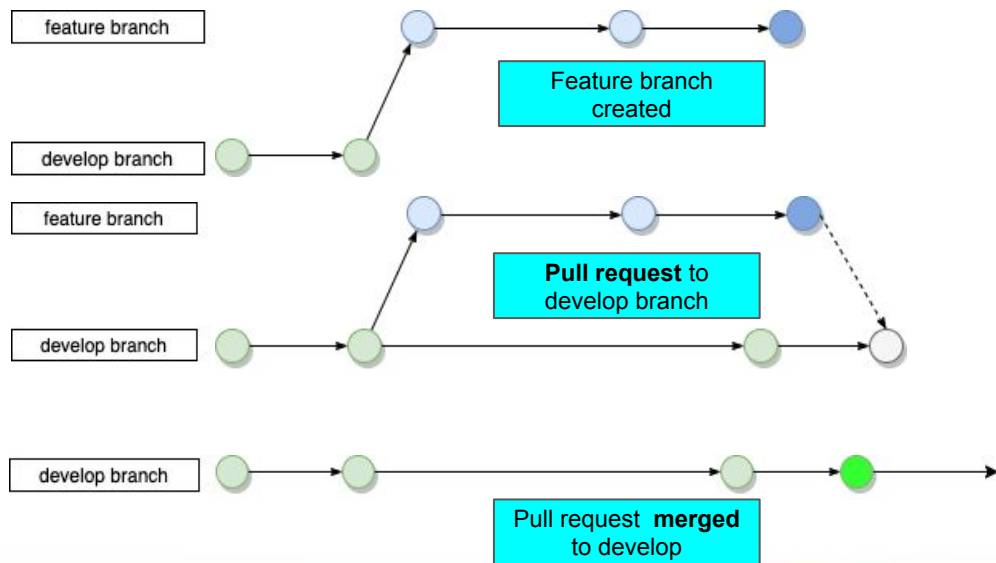 feature branch
Feature branch
created
develop branch
feature branch
Pull request to
develop branch
develop branch
develop branch
Pull request merged
to develop